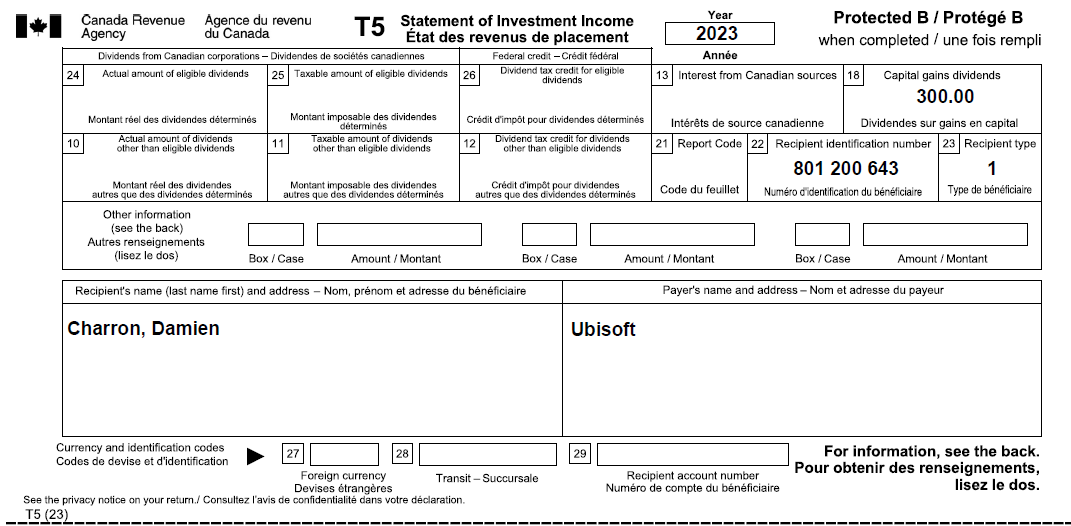 Canada Revenue Agency
Agence du revenu du Canada
T5
Statement of Investment Income
État des revenus de placement
Year
2023
Année
Protected B / Protégé B
when completed / une fois rempli
Dividends from Canadian corporations – Dividendes de sociétés canadiennes
Federal credit – Crédit fédéral
24 Actual amount of eligible dividends
Montant réel des dividendes déterminés
25 Taxable amount of eligible dividends
Montant imposable des dividendes
déterminés
26 Dividend tax credit for eligible
dividends
Crédit d'impôt pour dividendes déterminés
13 Interest from Canadian sources
Intérêts de source canadienne
18 Capital gains dividends
300.00
Dividendes sur gains en capital
10 Actual amount of dividends
other than eligible dividends
Montant réel des dividendes
autres que des dividendes déterminés
11 Taxable amount of dividends
other than eligible dividends
Montant imposable des dividendes
autres que des dividendes déterminés
12 Dividend tax credit for dividends
other than eligible dividends
Crédit d'impôt pour dividendes
autres que des dividendes déterminés
21 Report Code
Code du feuillet
22 Recipient identification number
801 200 643
Numéro d'identification du bénéficiaire
23 Recipient type
1
Type de bénéficiaire
Other information
(see the back)
Autres renseignements
(lisez le dos)
Box / Case
Amount / Montant
Box / Case
Amount / Montant
Box / Case
Amount / Montant
Recipient's name (last name first) and address – Nom, prénom et adresse du bénéficiaire
Charron, Damien
Payer's name and address – Nom et adresse du payeur
Ubisoft
Currency and identification codes
Codes de devise et d'identification
27
Foreign currency
Devises étrangères
28
Transit – Succursale
29
Recipient account number
Numéro de compte du bénéficiaire
For information, see the back.
Pour obtenir des renseignements,
lisez le dos.
See the privacy notice on your return./ Consultez l'avis de confidentialité dans votre déclaration.
T5 (23)